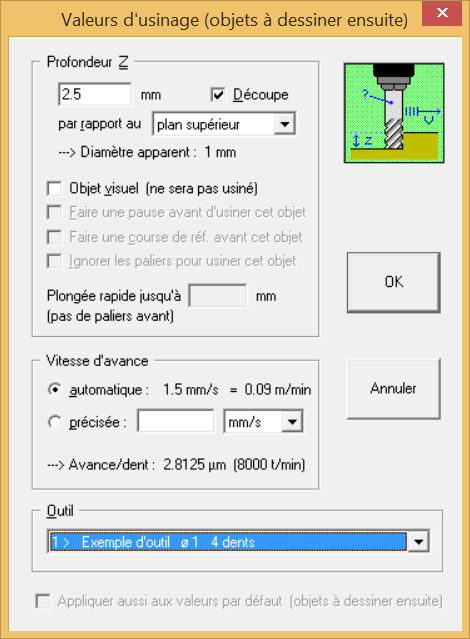 Valeurs d'usinage (objets à dessiner ensuite)
Profondeur Z
2.5 mm Découpe
par rapport au plan supérieur
---> Diamètre apparent : 1 mm
Objet visuel (ne sera pas usiné)
Faire une pause avant d'usiner cet objet
Faire une course de réf. avant cet objet
Ignorer les paliers pour usiner cet objet
Plongée rapide jusqu'à mm
(pas de paliers avant)
? V
Z
OK
Annuler
Vitesse d'avance
automatique : 1.5 mm/s = 0.09 m/min
précisée : mm/s
---> Avance/dent : 2.8125 µm (8000 t/min)
Outil
1 > Exemple d'outil ø 1 4 dents
Appliquer aussi aux valeurs par défaut (objets à dessiner ensuite)